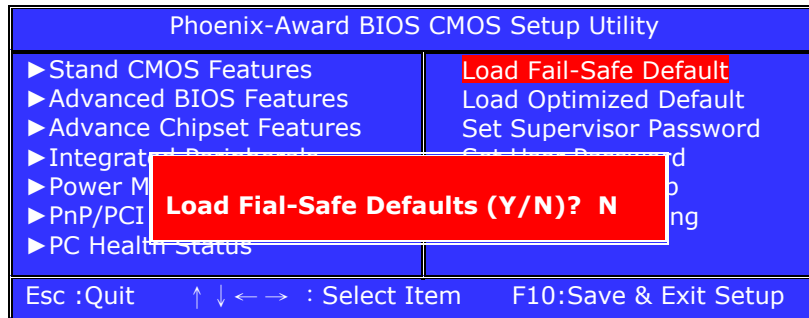 Phoenix-Award BIOS CMOS Setup Utility
►Stand CMOS Features
►Advanced BIOS Features
►Advance Chipset Features
►Integrated
►Power M
►PnP/PCI
►PC Health Status
Load Fail-Safe Default
Load Optimized Default
Set Supervisor Password
Load Fial-Safe Defaults (Y/N)? N
Esc :Quit ↑↓←→ :Select Item F10:Save & Exit Setup